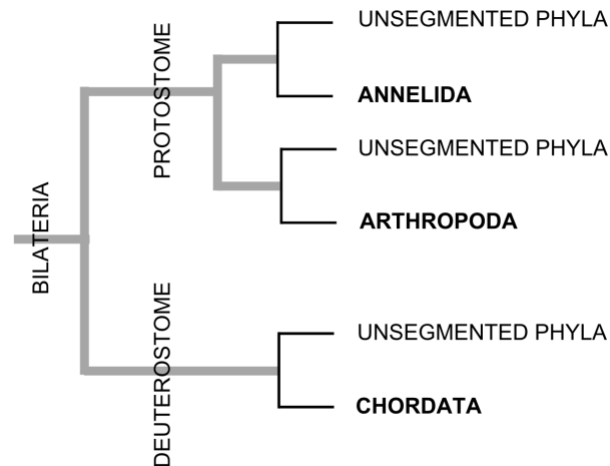 UNSEGMENTED PHYLA
PROTOSTOME
ANNELIDA
UNSEGMENTED PHYLA
BILATERIA
ARTHROPODA
DEUTEROSTOME
UNSEGMENTED PHYLA
CHORDATA